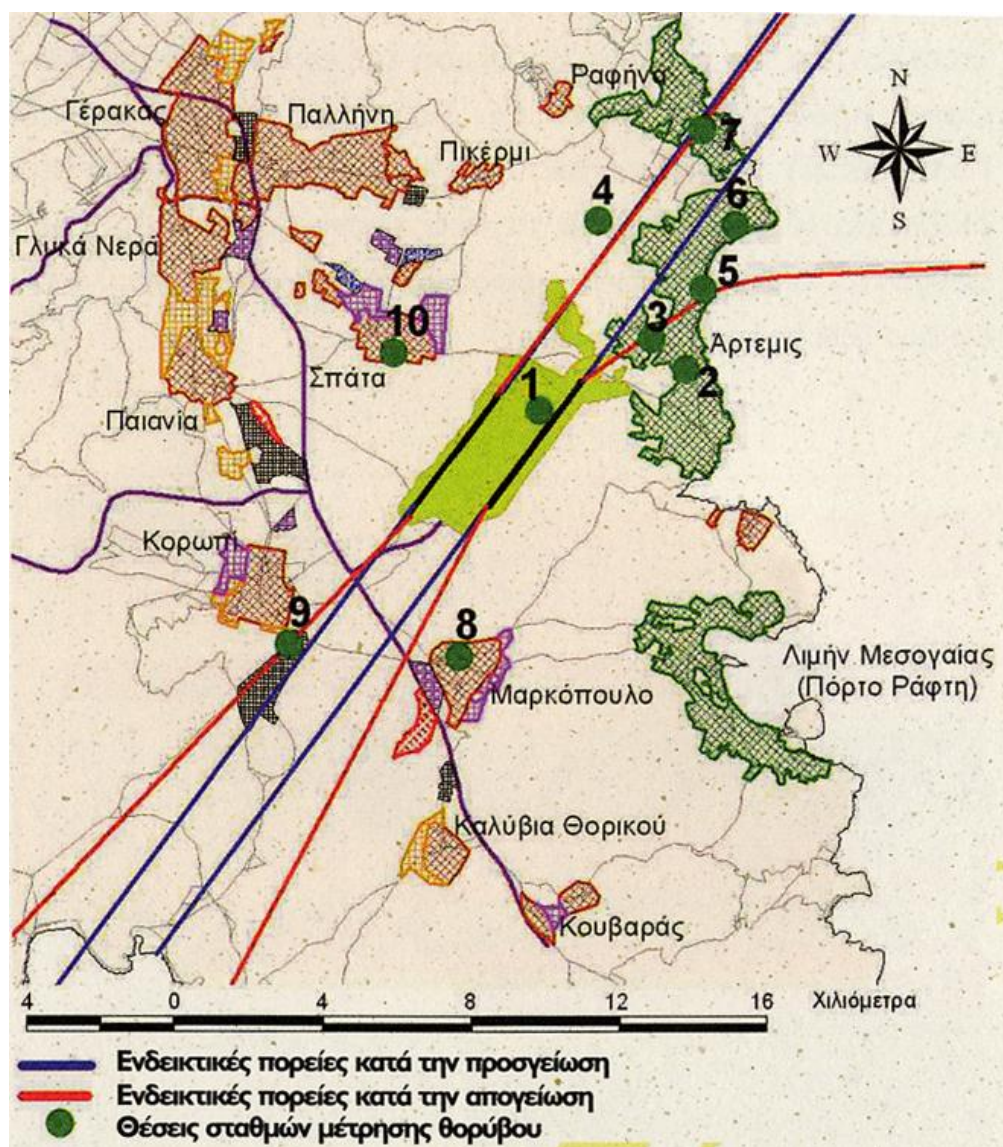 Ραφήνα
N
Γέρακας
Παλλήνη
7
Πικέρμι
W
E
4
6
S
Γλυκά Νερά
5
10
3
Άρτεμις
Σπάτα
2
1
Παιανία
Κορωπί
9
8
Λιμήν Μεσογαίας
(Πόρτο Ράφτη)
Μαρκόπουλο
Καλύβια Θορικού
Κουβαράς
4 0 4 8 12 16 Χιλιόμετρα
Ενδεικτικές πορείες κατά την προσγείωση
Ενδεικτικές πορείες κατά την απογείωση
Θέσεις σταθμών μέτρησης θορύβου